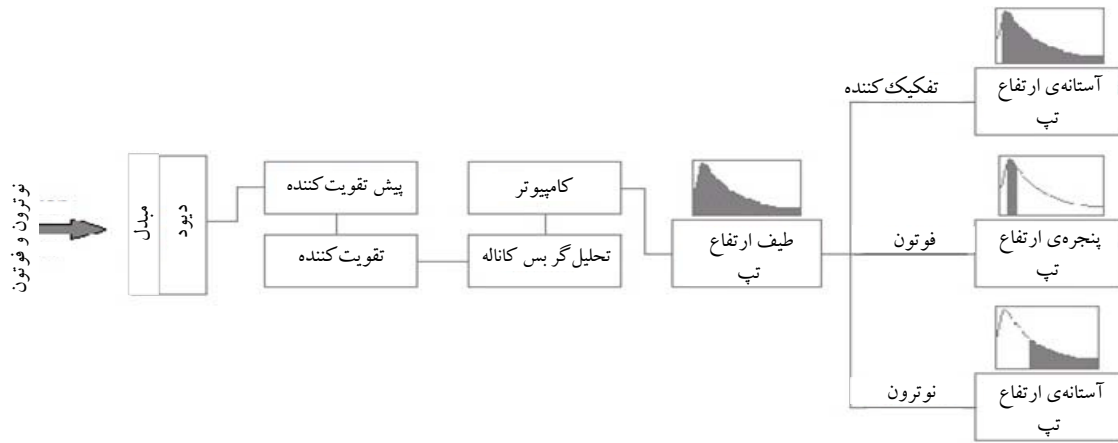 نوترون و فوتون
مبدل
دیود
پیش تقویت‌کننده
تقویت‌کننده
کامپیوتر
تحلیل‌گر بس کاناله
طیف ارتفاع
تپ
تفکیک‌کننده
آستانه‌ی ارتفاع
تپ
فوتون
پنجره‌ی ارتفاع
تپ
نوترون
آستانه‌ی ارتفاع
تپ